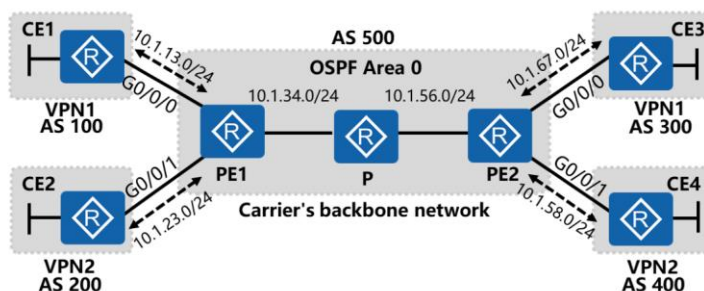 AS 500
OSPF Area 0
CE1
R
10.1.13.0/24
G0/0/0
VPN1
AS 100
CE2
R
G0/0/1
10.1.23.0/24
VPN2
AS 200
R
PE1
10.1.34.0/24
R
P
10.1.56.0/24
R
PE2
Carrier's backbone network
CE3
R
10.1.67.0/24
G0/0/0
VPN1
AS 300
CE4
R
G0/0/1
10.1.58.0/24
VPN2
AS 400